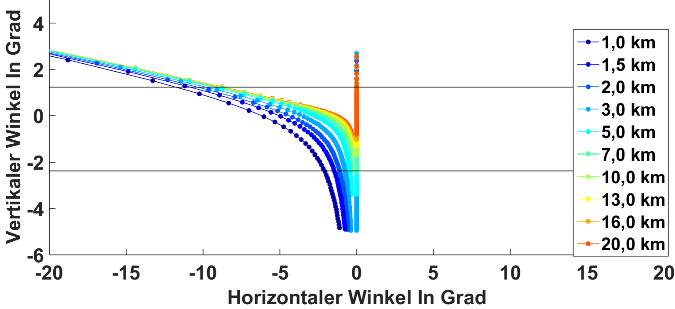 Vertikaler Winkel In Grad
4
2
0
-2
-4
-6
-20 -15 -10 -5 0 5 10 15 20
Horizontaler Winkel In Grad
1,0 km
1,5 km
2,0 km
3,0 km
5,0 km
7,0 km
10,0 km
13,0 km
16,0 km
20,0 km